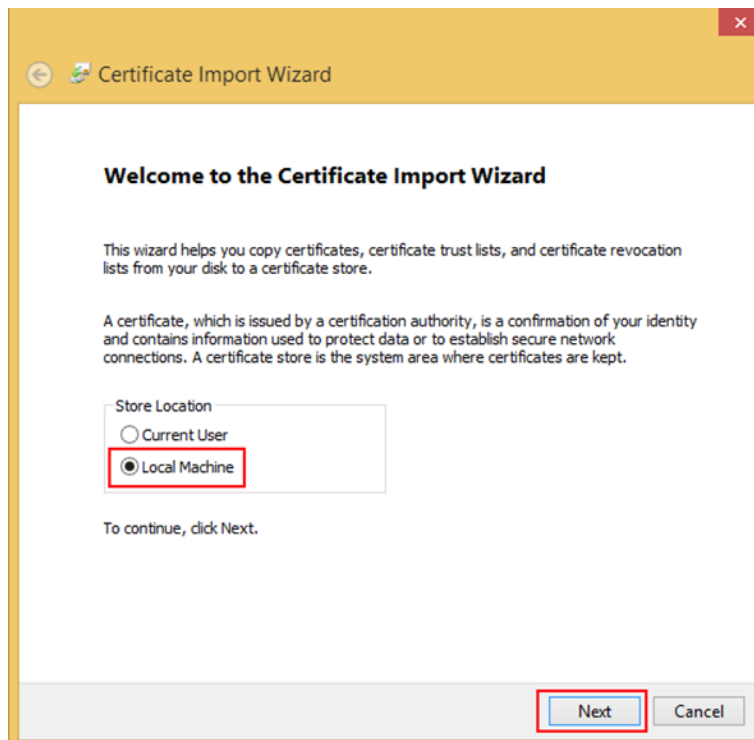 Certificate Import Wizard
Welcome to the Certificate Import Wizard
This wizard helps you copy certificates, certificate trust lists, and certificate revocation
lists from your disk to a certificate store.
A certificate, which is issued by a certification authority, is a confirmation of your identity
and contains information used to protect data or to establish secure network
connections. A certificate store is the system area where certificates are kept.
Store Location
Current User
Local Machine
To continue, click Next.
Next
Cancel